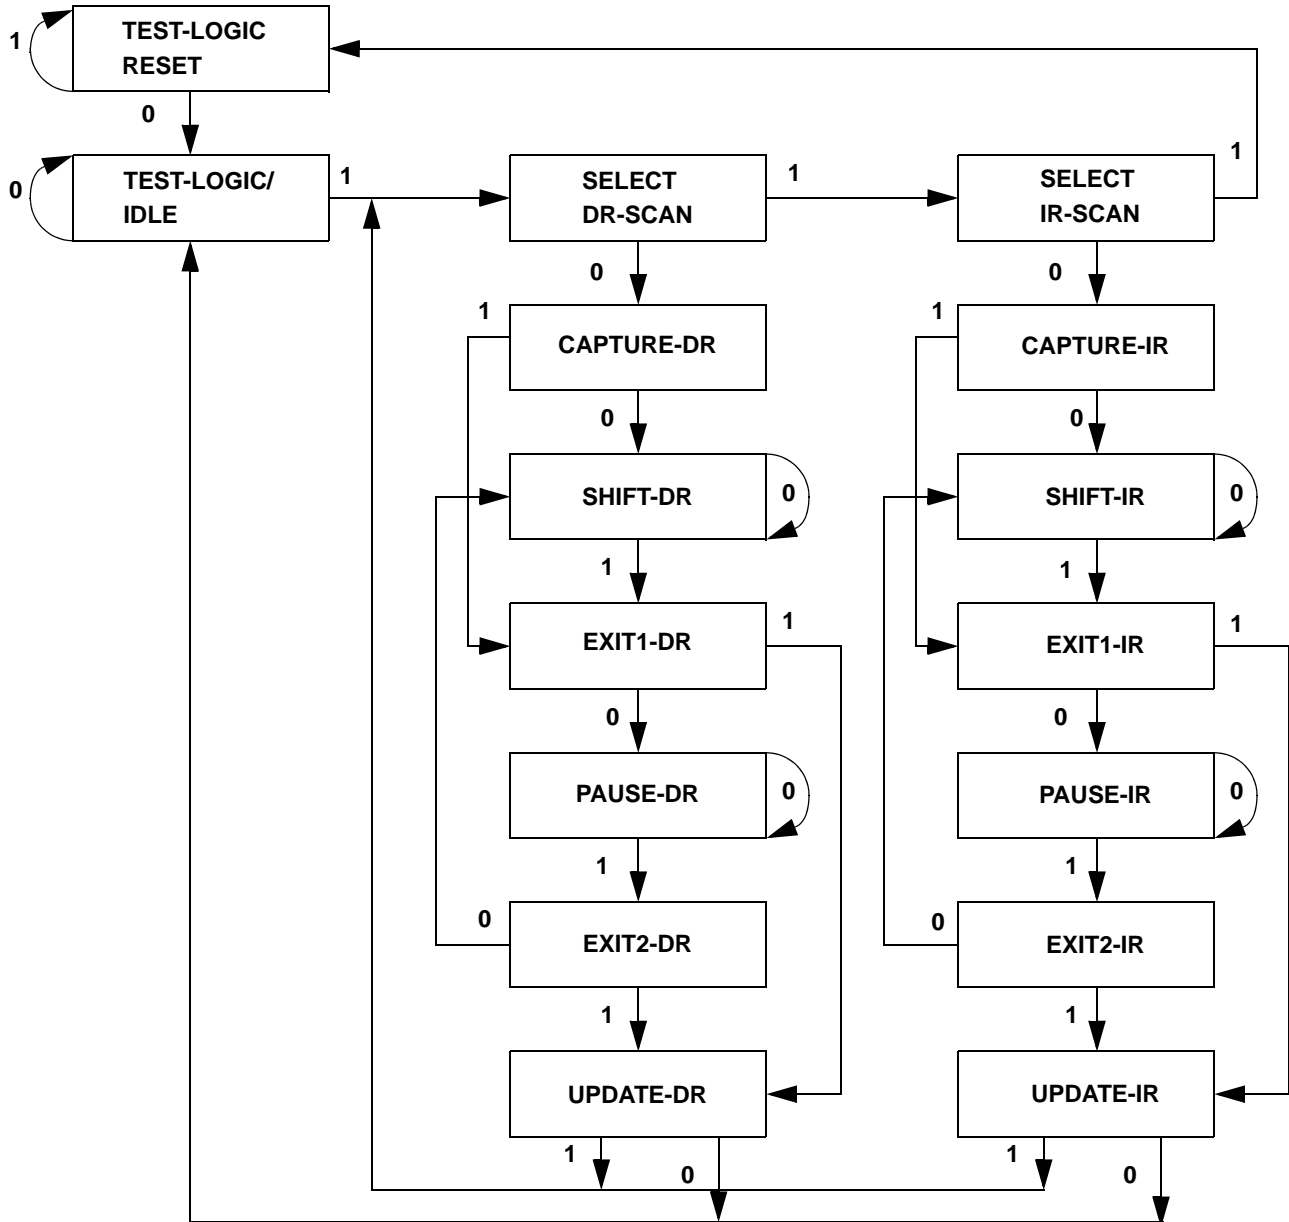 TEST-LOGIC
RESET
1
0
TEST-LOGIC/
IDLE
0
1
SELECT
DR-SCAN
1
SELECT
IR-SCAN
1
0
0
1
CAPTURE-DR
1
CAPTURE-IR
0
0
SHIFT-DR
0
SHIFT-IR
0
1
1
EXIT1-DR
1
EXIT1-IR
1
0
0
PAUSE-DR
0
PAUSE-IR
0
1
1
0
EXIT2-DR
0
EXIT2-IR
1
1
UPDATE-DR
UPDATE-IR
1
0
1
0